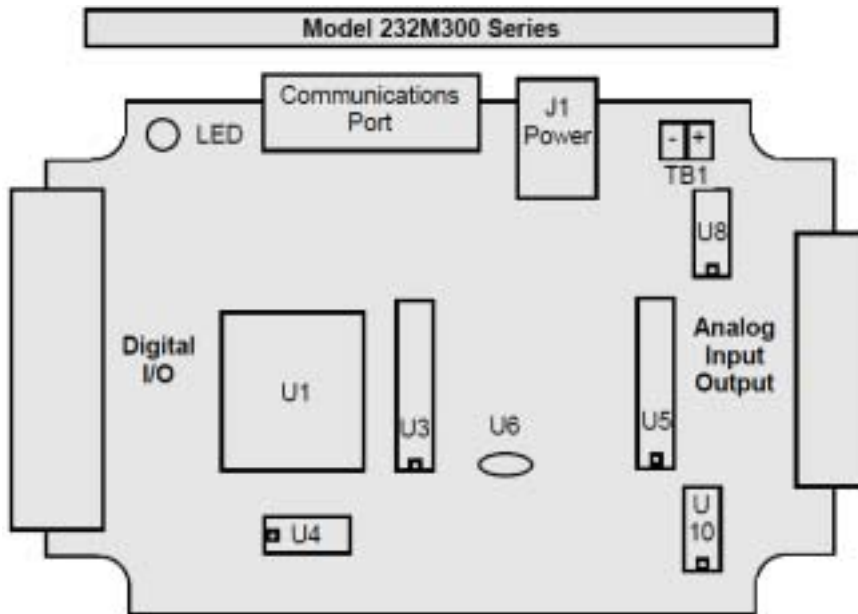 Model 232M300 Series
Communications
Port
J1
Power
LED
- +
TB1
U8
Digital
I/O
U1
U3
U6
U5
Analog
Input
Output
U4
U
10